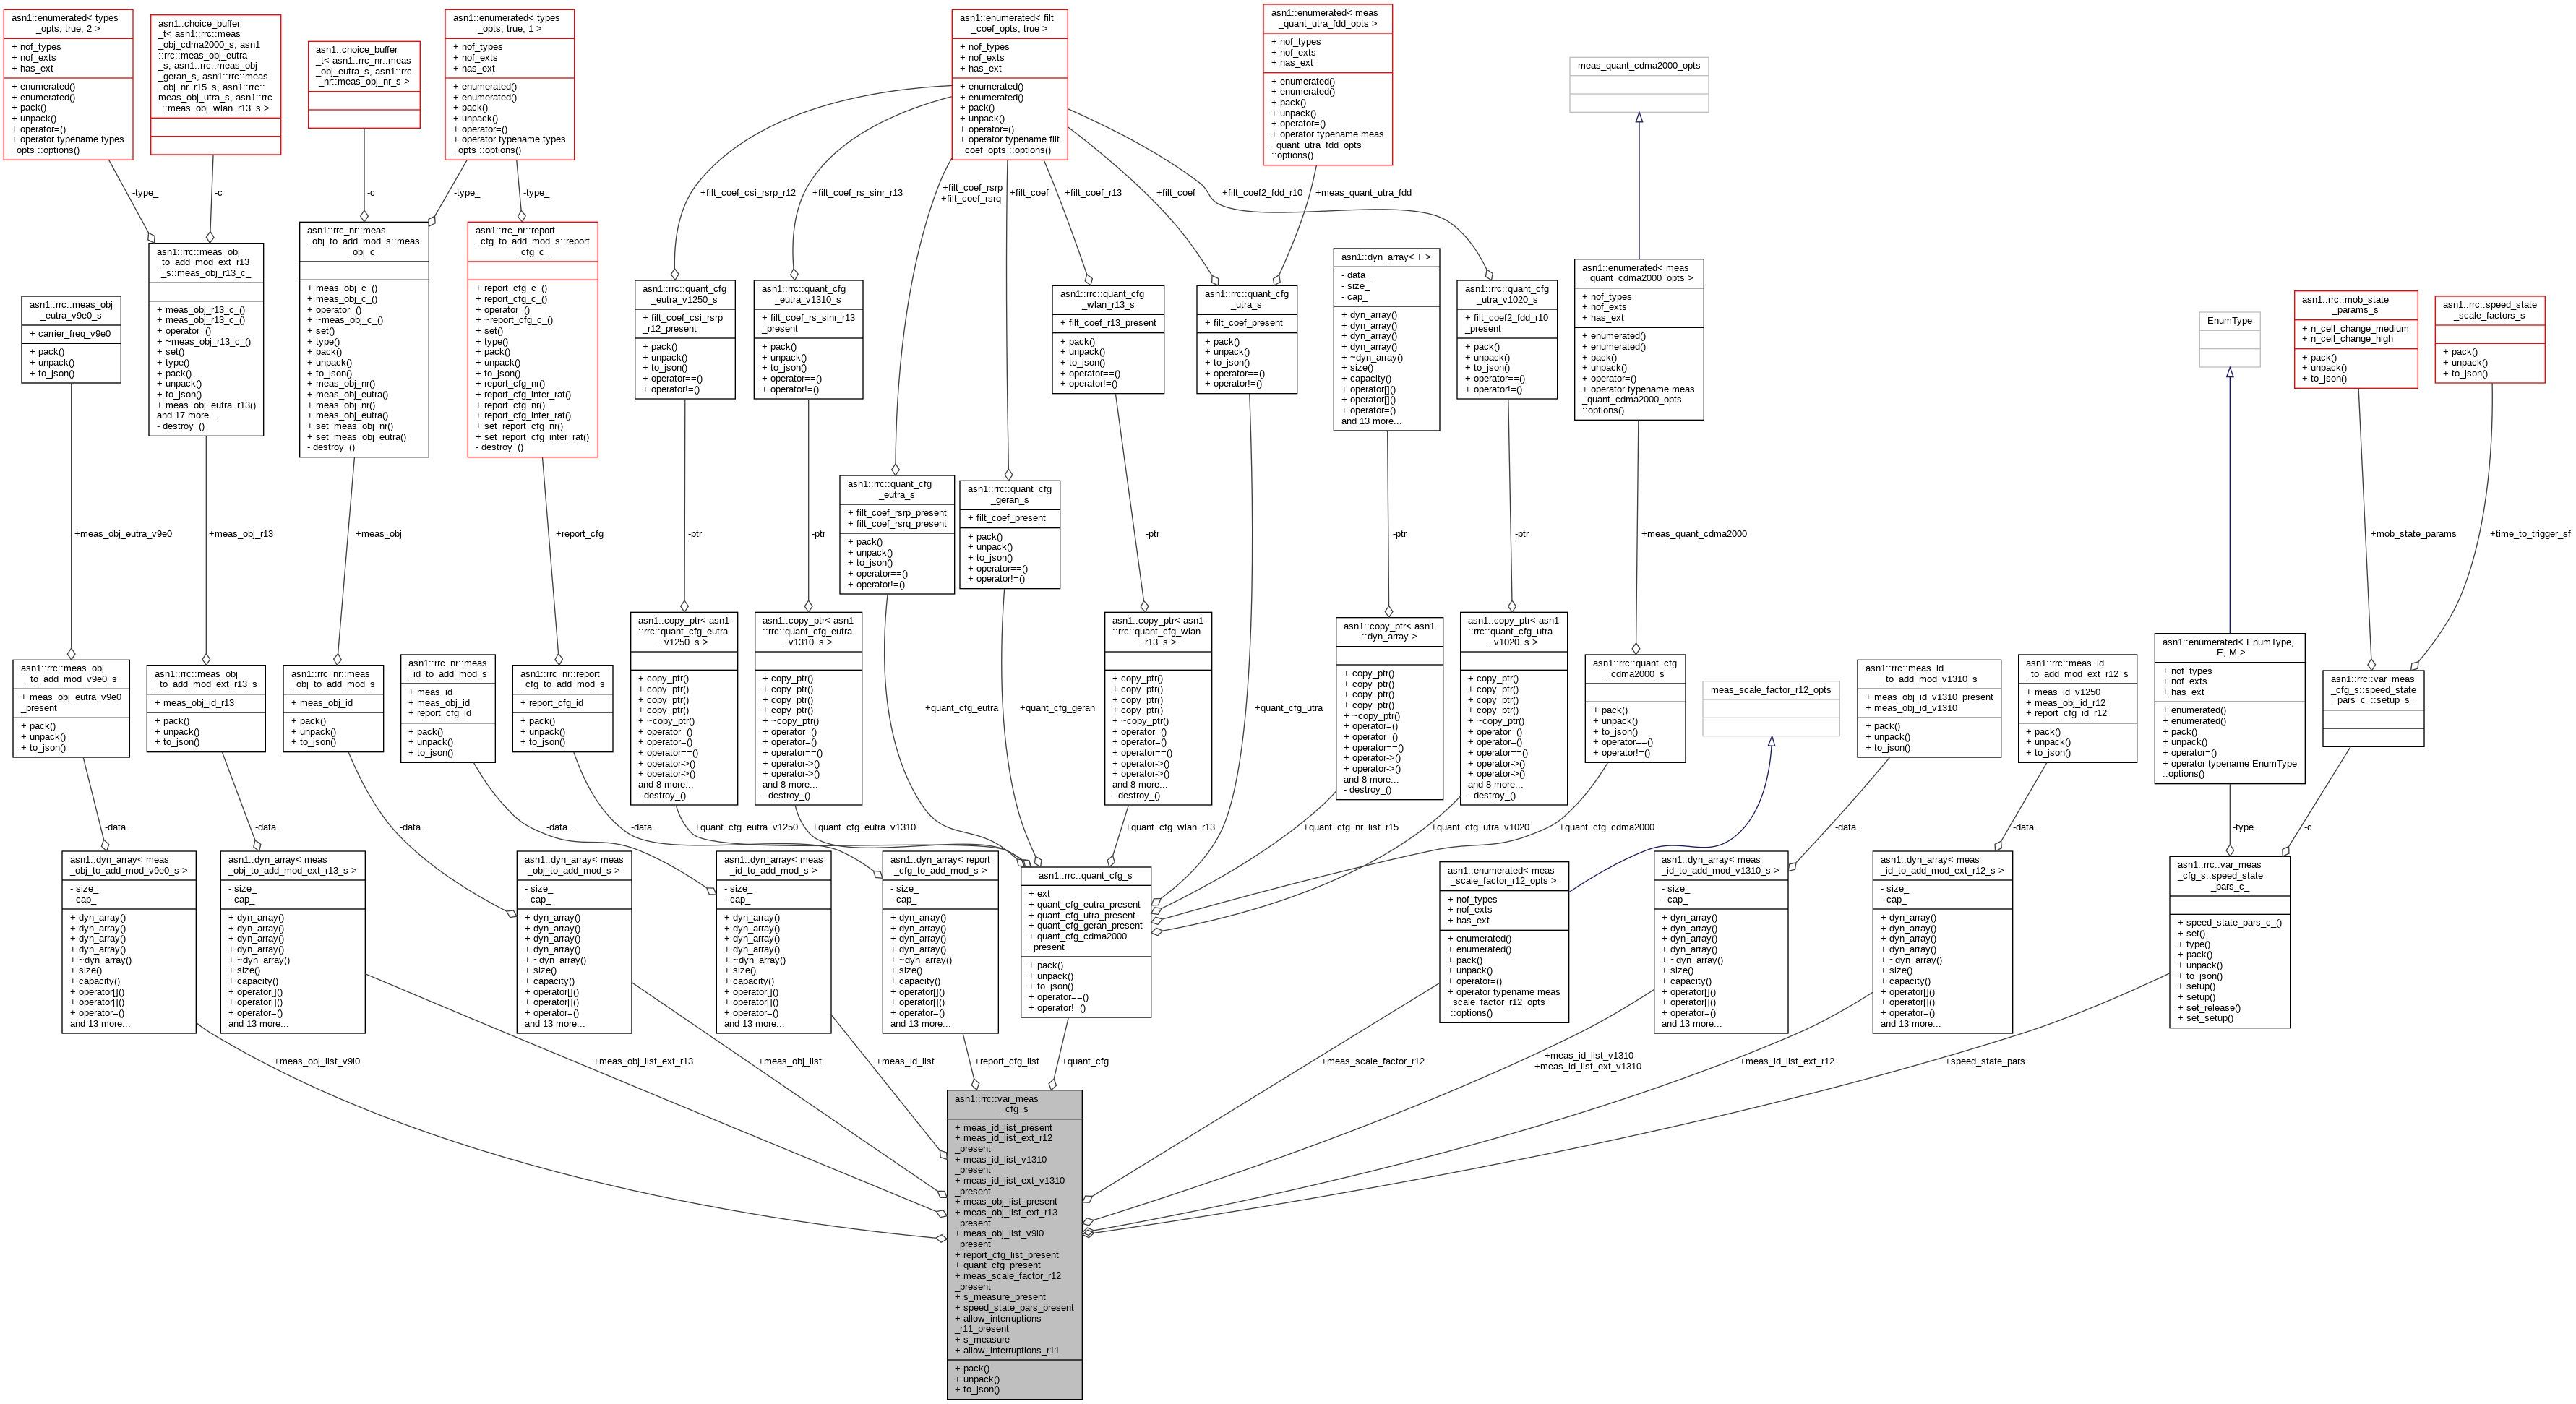 asn1::enumerated< types
_opts, true, 2 >
+ nof_types
+ nof_exts
+ has_ext
+ enumerated()
+ enumerated()
+ pack()
+ unpack()
+ operator=()
+ operator typename types
_opts ::options()
asn1::choice_buffer
_t< asn1::rrc::meas
_obj_cdma2000_s, asn1
::rrc::meas_obj_eutra
_s, asn1::rrc::meas_obj
_geran_s, asn1::rrc::meas
_obj_nr_r15_s, asn1::rrc::
meas_obj_utra_s, asn1::rrc
::meas_obj_wlan_r13_s >
asn1::choice_buffer
_t< asn1::rrc_nr::meas
_obj_eutra_s, asn1::rrc
_nr::meas_obj_nr_s >
asn1::enumerated< types
_opts, true, 1 >
+ nof_types
+ nof_exts
+ has_ext
+ enumerated()
+ enumerated()
+ pack()
+ unpack()
+ operator=()
+ operator typename types
_opts ::options()
asn1::enumerated< filt
_coef_opts, true >
+ nof_types
+ nof_exts
+ has_ext
+ enumerated()
+ enumerated()
+ pack()
+ unpack()
+ operator=()
+ operator typename filt
_coef_opts ::options()
asn1::enumerated< meas
_quant_utra_fdd_opts >
+ nof_types
+ nof_exts
+ has_ext
+ enumerated()
+ enumerated()
+ pack()
+ unpack()
+ operator=()
+ operator typename meas
_quant_utra_fdd_opts
::options()
meas_quant_cdma2000_opts
-type_
-c
-c
-type_
-type_
+filt_coef_csi_rsrp_r12
+filt_coef_rs_sinr_r13
+filt_coef_rsrp
+filt_coef_rsrq
+filt_coef
+filt_coef_r13
+filt_coef
+filt_coef2_fdd_r10
+meas_quant_utra_fdd
asn1::rrc::meas_obj
_eutra_v9e0_s
+ carrier_freq_v9e0
+ pack()
+ unpack()
+ to_json()
asn1::rrc::meas_obj
_to_add_mod_ext_r13
_s::meas_obj_r13_c_
+ meas_obj_r13_c_()
+ meas_obj_r13_c_()
+ operator=()
+ ~meas_obj_r13_c_()
+ set()
+ type()
+ pack()
+ unpack()
+ to_json()
+ meas_obj_eutra_r13()
and 17 more...
- destroy_()
asn1::rrc_nr::meas
_obj_to_add_mod_s::meas
_obj_c_
+ meas_obj_c_()
+ meas_obj_c_()
+ operator=()
+ ~meas_obj_c_()
+ set()
+ type()
+ pack()
+ unpack()
+ to_json()
+ meas_obj_nr()
+ meas_obj_eutra()
+ meas_obj_nr()
+ meas_obj_eutra()
+ set_meas_obj_nr()
+ set_meas_obj_eutra()
- destroy_()
asn1::rrc_nr::report
_cfg_to_add_mod_s::report
_cfg_c_
+ report_cfg_c_()
+ report_cfg_c_()
+ operator=()
+ ~report_cfg_c_()
+ set()
+ type()
+ pack()
+ unpack()
+ to_json()
+ report_cfg_nr()
+ report_cfg_inter_rat()
+ report_cfg_nr()
+ report_cfg_inter_rat()
+ set_report_cfg_nr()
+ set_report_cfg_inter_rat()
- destroy_()
asn1::rrc::quant_cfg
_eutra_v1250_s
+ filt_coef_csi_rsrp
_r12_present
+ pack()
+ unpack()
+ to_json()
+ operator==()
+ operator!=()
asn1::rrc::quant_cfg
_eutra_v1310_s
+ filt_coef_rs_sinr_r13
_present
+ pack()
+ unpack()
+ to_json()
+ operator==()
+ operator!=()
asn1::rrc::quant_cfg
_wlan_r13_s
+ filt_coef_r13_present
+ pack()
+ unpack()
+ to_json()
+ operator==()
+ operator!=()
asn1::rrc::quant_cfg
_utra_s
+ filt_coef_present
+ pack()
+ unpack()
+ to_json()
+ operator==()
+ operator!=()
asn1::dyn_array< T >
- data_
- size_
- cap_
+ dyn_array()
+ dyn_array()
+ dyn_array()
+ dyn_array()
+ ~dyn_array()
+ size()
+ capacity()
+ operator[]()
+ operator[]()
+ operator=()
and 13 more...
asn1::rrc::quant_cfg
_utra_v1020_s
+ filt_coef2_fdd_r10
_present
+ pack()
+ unpack()
+ to_json()
+ operator==()
+ operator!=()
asn1::enumerated< meas
_quant_cdma2000_opts >
+ nof_types
+ nof_exts
+ has_ext
+ enumerated()
+ enumerated()
+ pack()
+ unpack()
+ operator=()
+ operator typename meas
_quant_cdma2000_opts
::options()
EnumType
asn1::rrc::mob_state
_params_s
+ n_cell_change_medium
+ n_cell_change_high
+ pack()
+ unpack()
+ to_json()
asn1::rrc::speed_state
_scale_factors_s
+ pack()
+ unpack()
+ to_json()
asn1::rrc::quant_cfg
_eutra_s
+ filt_coef_rsrp_present
+ filt_coef_rsrq_present
+ pack()
+ unpack()
+ to_json()
+ operator==()
+ operator!=()
asn1::rrc::quant_cfg
_geran_s
+ filt_coef_present
+ pack()
+ unpack()
+ to_json()
+ operator==()
+ operator!=()
+meas_obj_eutra_v9e0
+meas_obj_r13
+meas_obj
+report_cfg
-ptr
-ptr
-ptr
-ptr
-ptr
+meas_quant_cdma2000
+mob_state_params
+time_to_trigger_sf
asn1::rrc::meas_obj
_to_add_mod_v9e0_s
+ meas_obj_eutra_v9e0
_present
+ pack()
+ unpack()
+ to_json()
asn1::rrc::meas_obj
_to_add_mod_ext_r13_s
+ meas_obj_id_r13
+ pack()
+ unpack()
+ to_json()
asn1::rrc_nr::meas
_obj_to_add_mod_s
+ meas_obj_id
+ pack()
+ unpack()
+ to_json()
asn1::rrc_nr::meas
_id_to_add_mod_s
+ meas_id
+ meas_obj_id
+ report_cfg_id
+ pack()
+ unpack()
+ to_json()
asn1::rrc_nr::report
_cfg_to_add_mod_s
+ report_cfg_id
+ pack()
+ unpack()
+ to_json()
asn1::copy_ptr< asn1
::rrc::quant_cfg_eutra
_v1250_s >
+ copy_ptr()
+ copy_ptr()
+ copy_ptr()
+ copy_ptr()
+ ~copy_ptr()
+ operator=()
+ operator=()
+ operator==()
+ operator->()
+ operator->()
and 8 more...
- destroy_()
asn1::copy_ptr< asn1
::rrc::quant_cfg_eutra
_v1310_s >
+ copy_ptr()
+ copy_ptr()
+ copy_ptr()
+ copy_ptr()
+ ~copy_ptr()
+ operator=()
+ operator=()
+ operator==()
+ operator->()
+ operator->()
and 8 more...
- destroy_()
+quant_cfg_eutra
+quant_cfg_geran
asn1::copy_ptr< asn1
::rrc::quant_cfg_wlan
_r13_s >
+ copy_ptr()
+ copy_ptr()
+ copy_ptr()
+ copy_ptr()
+ ~copy_ptr()
+ operator=()
+ operator=()
+ operator==()
+ operator->()
+ operator->()
and 8 more...
- destroy_()
+quant_cfg_utra
asn1::copy_ptr< asn1
::dyn_array >
+ copy_ptr()
+ copy_ptr()
+ copy_ptr()
+ copy_ptr()
+ ~copy_ptr()
+ operator=()
+ operator=()
+ operator==()
+ operator->()
+ operator->()
and 8 more...
- destroy_()
asn1::copy_ptr< asn1
::rrc::quant_cfg_utra
_v1020_s >
+ copy_ptr()
+ copy_ptr()
+ copy_ptr()
+ copy_ptr()
+ ~copy_ptr()
+ operator=()
+ operator=()
+ operator==()
+ operator->()
+ operator->()
and 8 more...
- destroy_()
asn1::rrc::quant_cfg
_cdma2000_s
+ pack()
+ unpack()
+ to_json()
+ operator==()
+ operator!=()
meas_scale_factor_r12_opts
asn1::rrc::meas_id
_to_add_mod_v1310_s
+ meas_obj_id_v1310_present
+ meas_obj_id_v1310
+ pack()
+ unpack()
+ to_json()
asn1::rrc::meas_id
_to_add_mod_ext_r12_s
+ meas_id_v1250
+ meas_obj_id_r12
+ report_cfg_id_r12
+ pack()
+ unpack()
+ to_json()
asn1::enumerated< EnumType,
E, M >
+ nof_types
+ nof_exts
+ has_ext
+ enumerated()
+ enumerated()
+ pack()
+ unpack()
+ operator=()
+ operator typename EnumType
::options()
asn1::rrc::var_meas
_cfg_s::speed_state
_pars_c_::setup_s_
-data_
-data_
-data_
-data_
-data_
+quant_cfg_eutra_v1250
+quant_cfg_eutra_v1310
+quant_cfg_wlan_r13
+quant_cfg_nr_list_r15
+quant_cfg_utra_v1020
+quant_cfg_cdma2000
-data_
-data_
-type_
-c
asn1::dyn_array< meas
_obj_to_add_mod_v9e0_s >
- size_
- cap_
+ dyn_array()
+ dyn_array()
+ dyn_array()
+ dyn_array()
+ ~dyn_array()
+ size()
+ capacity()
+ operator[]()
+ operator[]()
+ operator=()
and 13 more...
asn1::dyn_array< meas
_obj_to_add_mod_ext_r13_s >
- size_
- cap_
+ dyn_array()
+ dyn_array()
+ dyn_array()
+ dyn_array()
+ ~dyn_array()
+ size()
+ capacity()
+ operator[]()
+ operator[]()
+ operator=()
and 13 more...
asn1::dyn_array< meas
_obj_to_add_mod_s >
- size_
- cap_
+ dyn_array()
+ dyn_array()
+ dyn_array()
+ dyn_array()
+ ~dyn_array()
+ size()
+ capacity()
+ operator[]()
+ operator[]()
+ operator=()
and 13 more...
asn1::dyn_array< meas
_id_to_add_mod_s >
- size_
- cap_
+ dyn_array()
+ dyn_array()
+ dyn_array()
+ dyn_array()
+ ~dyn_array()
+ size()
+ capacity()
+ operator[]()
+ operator[]()
+ operator=()
and 13 more...
asn1::dyn_array< report
_cfg_to_add_mod_s >
- size_
- cap_
+ dyn_array()
+ dyn_array()
+ dyn_array()
+ dyn_array()
+ ~dyn_array()
+ size()
+ capacity()
+ operator[]()
+ operator[]()
+ operator=()
and 13 more...
asn1::rrc::quant_cfg_s
+ ext
+ quant_cfg_eutra_present
+ quant_cfg_utra_present
+ quant_cfg_geran_present
+ quant_cfg_cdma2000
_present
+ pack()
+ unpack()
+ to_json()
+ operator==()
+ operator!=()
asn1::enumerated< meas
_scale_factor_r12_opts >
+ nof_types
+ nof_exts
+ has_ext
+ enumerated()
+ enumerated()
+ pack()
+ unpack()
+ operator=()
+ operator typename meas
_scale_factor_r12_opts
::options()
asn1::dyn_array< meas
_id_to_add_mod_v1310_s >
- size_
- cap_
+ dyn_array()
+ dyn_array()
+ dyn_array()
+ dyn_array()
+ ~dyn_array()
+ size()
+ capacity()
+ operator[]()
+ operator[]()
+ operator=()
and 13 more...
asn1::dyn_array< meas
_id_to_add_mod_ext_r12_s >
- size_
- cap_
+ dyn_array()
+ dyn_array()
+ dyn_array()
+ dyn_array()
+ ~dyn_array()
+ size()
+ capacity()
+ operator[]()
+ operator[]()
+ operator=()
and 13 more...
asn1::rrc::var_meas
_cfg_s::speed_state
_pars_c_
+ speed_state_pars_c_()
+ set()
+ type()
+ pack()
+ unpack()
+ to_json()
+ setup()
+ setup()
+ set_release()
+ set_setup()
+meas_obj_list_v9i0
+meas_obj_list_ext_r13
+meas_obj_list
+meas_id_list
+report_cfg_list
+quant_cfg
+meas_scale_factor_r12
+meas_id_list_v1310
+meas_id_list_ext_v1310
+meas_id_list_ext_r12
+speed_state_pars
asn1::rrc::var_meas
_cfg_s
+ meas_id_list_present
+ meas_id_list_ext_r12
_present
+ meas_id_list_v1310
_present
+ meas_id_list_ext_v1310
_present
+ meas_obj_list_present
+ meas_obj_list_ext_r13
_present
+ meas_obj_list_v9i0
_present
+ report_cfg_list_present
+ quant_cfg_present
+ meas_scale_factor_r12
_present
+ s_measure_present
+ speed_state_pars_present
+ allow_interruptions
_r11_present
+ s_measure
+ allow_interruptions_r11
+ pack()
+ unpack()
+ to_json()